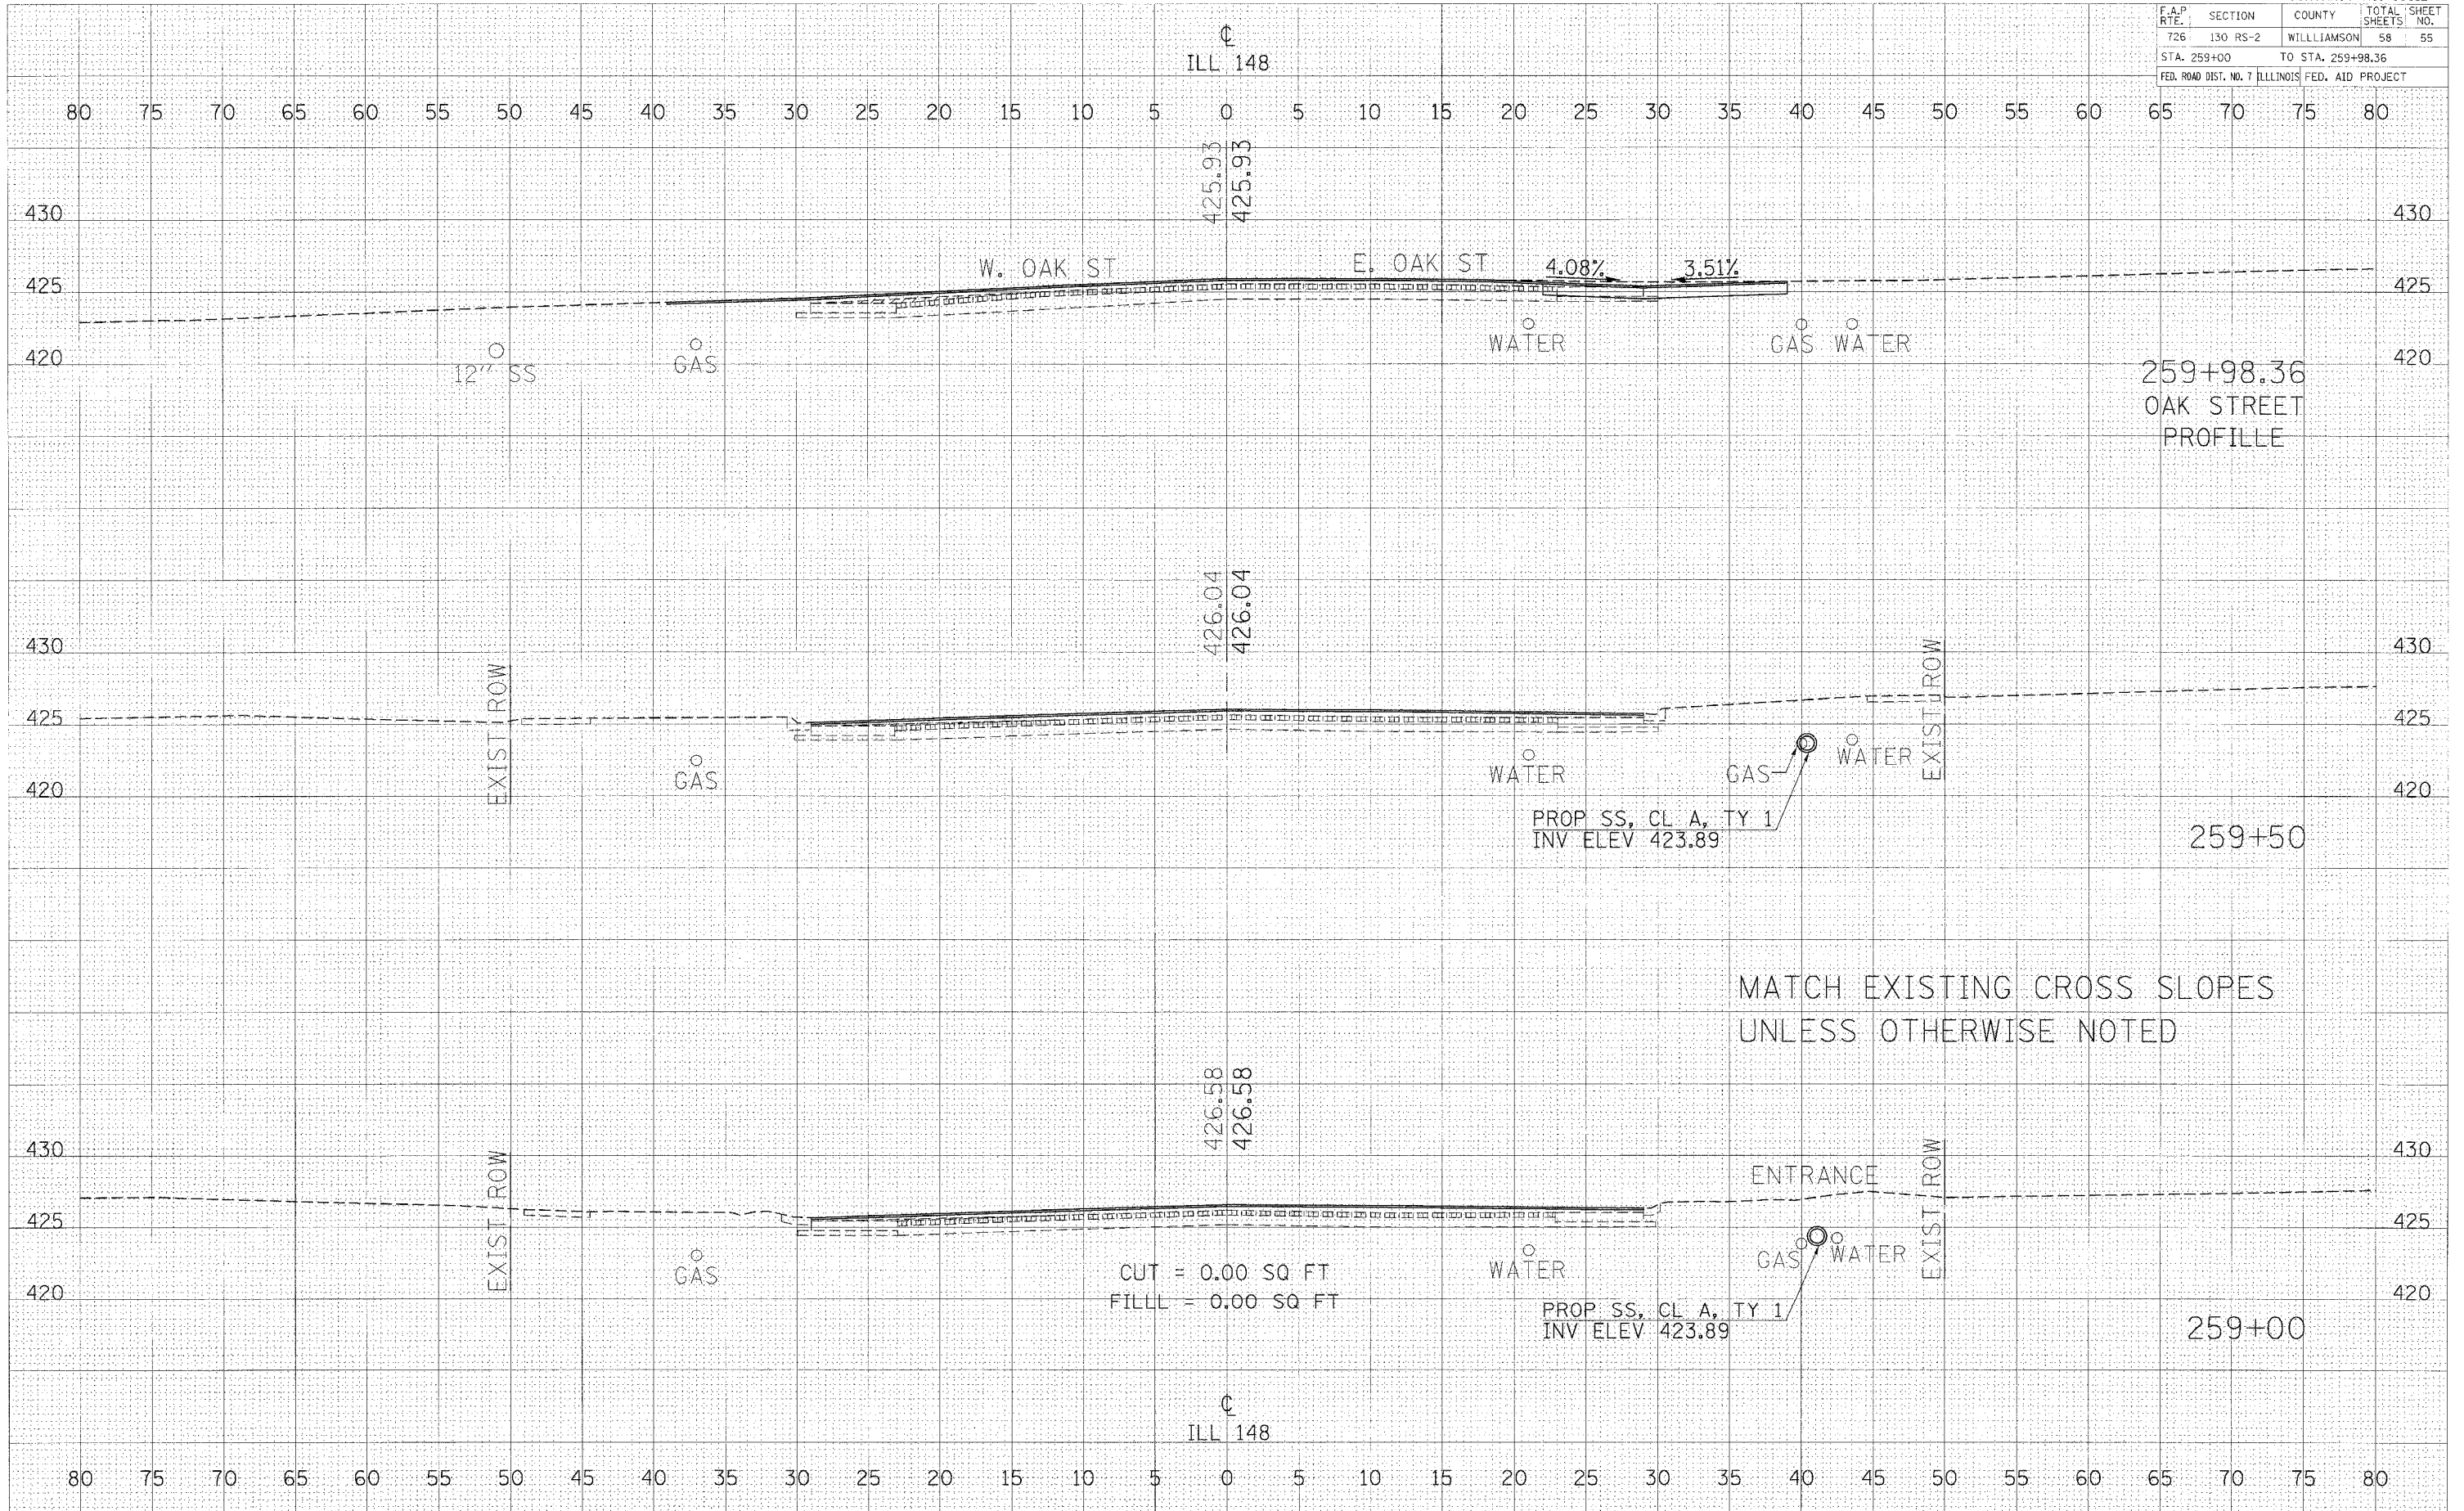 F.A.P. RTE. SECTION COUNTY TOTAL SHEETS SHEET NO.
726 130 RS-2 WILLLIAMSON 58 55
STA. 259+00 TO STA. 259+98.36
FED. ROAD DIST. NO. 7 ILLLINOIS FED. AID PROJECT
℄
ILL 148
80 75 70 65 60 55 50 45 40 35 30 25 20 15 10 5 0 5 10 15 20 25 30 35 40 45 50 55 60 65 70 75 80
425.93 425.93
430 430
W. OAK ST E. OAK ST 4.08% 3.51%
425 425
WATER GAS WATER
420 12" SS GAS 420
259+98.36
OAK STREET
PROFILLE
426.04 426.04
430 430
EXIST ROW EXIST ROW
425 425
GAS WATER GAS WATER
420 420
PROP SS, CL A, TY 1
INV ELEV 423.89
259+50
MATCH EXISTING CROSS SLOPES
UNLESS OTHERWISE NOTED
426.58 426.58
430 430
EXIST ROW ENTRANCE EXIST ROW
425 425
GAS WATER GAS WATER
CUT = 0.00 SQ FT
FILLL = 0.00 SQ FT
420 420
PROP SS, CL A, TY 1
INV ELEV 423.89
259+00
℄
ILL 148
80 75 70 65 60 55 50 45 40 35 30 25 20 15 10 5 0 5 10 15 20 25 30 35 40 45 50 55 60 65 70 75 80